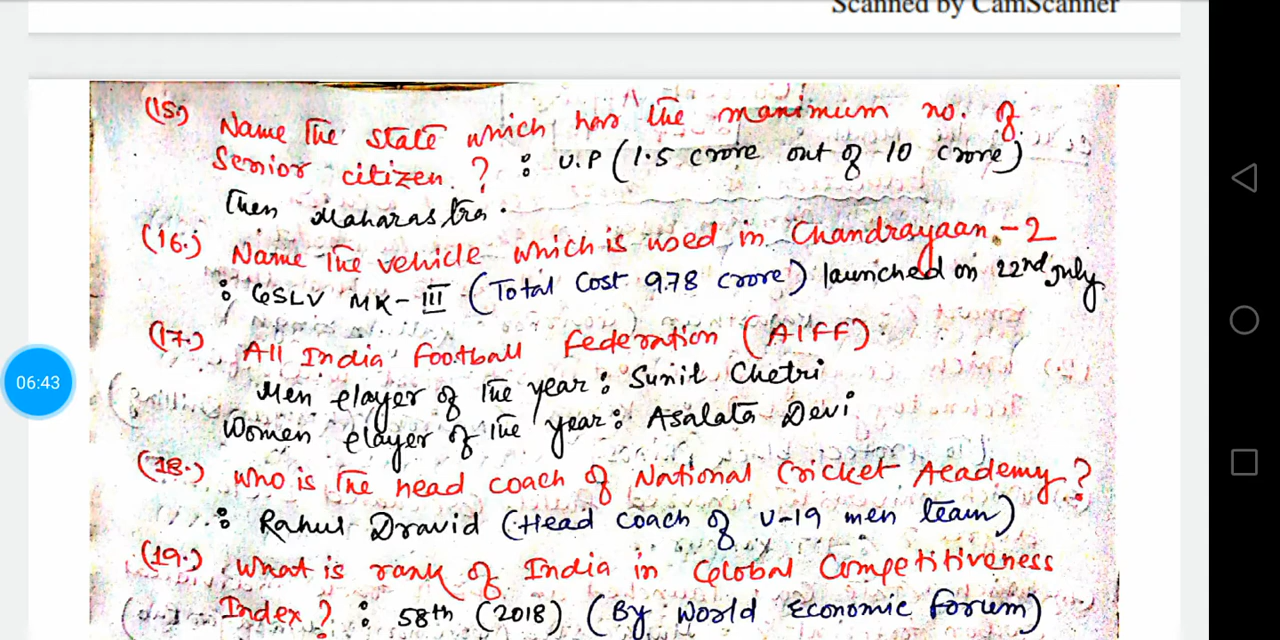 Scanned by CamScanner
(15.) Name the state which has the maximum no. of
Senior citizen ? : U.P (1.5 crore out of 10 crore)
Then Maharastra.
(16.) Name the vehicle which is used in Chandrayaan-2
: GSLV MK-III (Total Cost 978 crore) launched on 22nd July
(17.) All India Football Federation (AIFF)
Men player of the year : Sunil Chetri
Women player of the year : Asalata Devi
(18.) Who is the head coach of National Cricket Academy ?
: Rahul Dravid (Head coach of U-19 men team)
(19.) What is rank of India in Global Competitiveness
Index ? : 58th (2018) (By World Economic Forum)
06:43